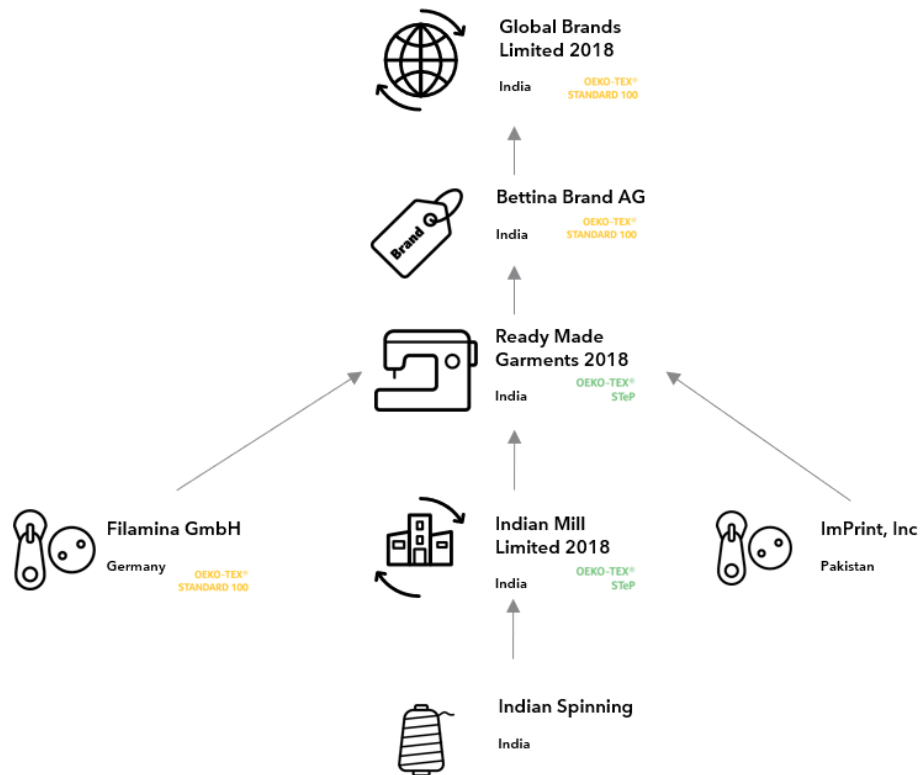 Global Brands
Limited 2018
India
OEKO-TEX®
STANDARD 100
Bettina Brand AG
India
OEKO-TEX®
STANDARD 100
Brand
Ready Made
Garments 2018
India
OEKO-TEX®
STeP
Filamina GmbH
Germany
OEKO-TEX®
STANDARD 100
Indian Mill
Limited 2018
India
OEKO-TEX®
STeP
ImPrint, Inc
Pakistan
Indian Spinning
India